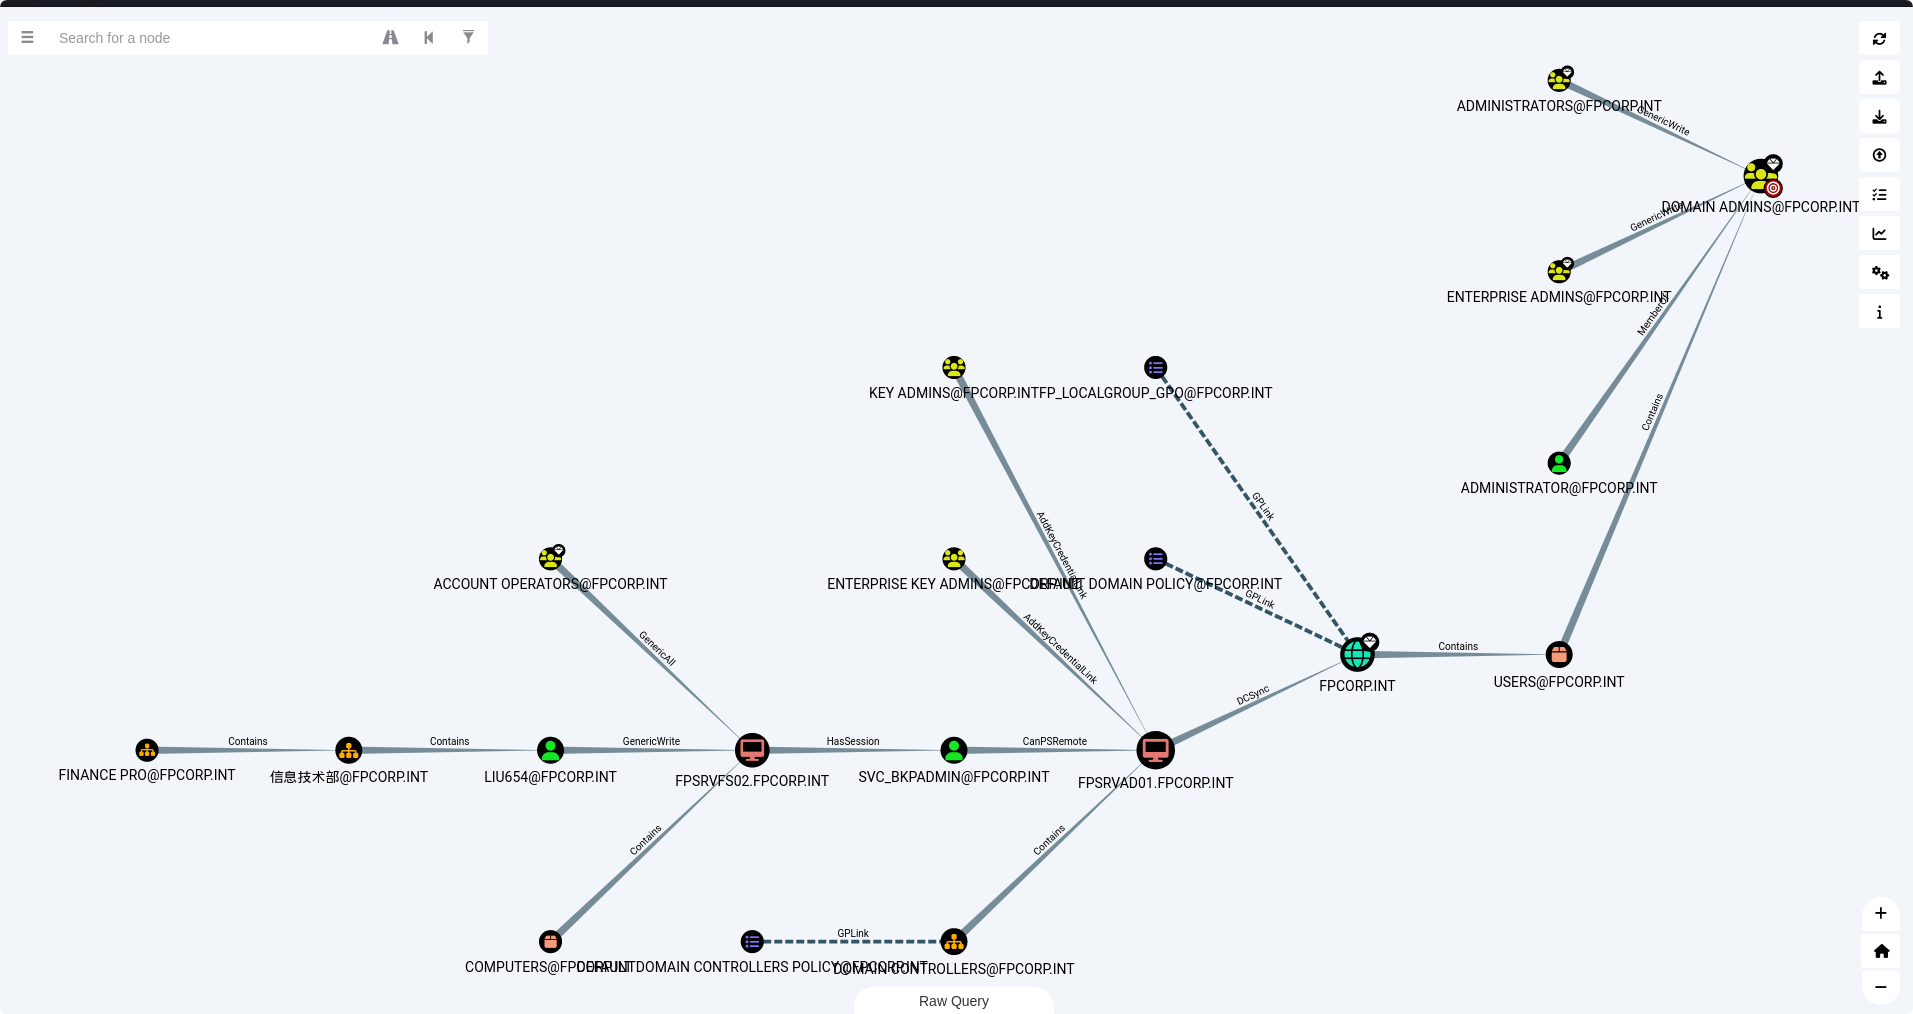 Search for a node
ADMINISTRATORS@FPCORP.INT
GenericWrite
DOMAIN ADMINS@FPCORP.INT
GenericWrite
ENTERPRISE ADMINS@FPCORP.INT
MemberOf
KEY ADMINS@FPCORP.INT
FP_LOCALGROUP_GPO@FPCORP.INT
Contains
ADMINISTRATOR@FPCORP.INT
GPLink
AddKeyCredentialLink
ACCOUNT OPERATORS@FPCORP.INT
ENTERPRISE KEY ADMINS@FPCORP.INT
DEFAULT DOMAIN POLICY@FPCORP.INT
GPLink
GenericAll
AddKeyCredentialLink
Contains
FPCORP.INT
USERS@FPCORP.INT
DCSync
Contains
Contains
GenericWrite
HasSession
CanPSRemote
FINANCE PRO@FPCORP.INT
信息技术部@FPCORP.INT
LIU654@FPCORP.INT
FPSRVFS02.FPCORP.INT
SVC_BKPADMIN@FPCORP.INT
FPSRVAD01.FPCORP.INT
Contains
Contains
GPLink
COMPUTERS@FPCORP.INT
DEFAULT DOMAIN CONTROLLERS POLICY@FPCORP.INT
DOMAIN CONTROLLERS@FPCORP.INT
Raw Query